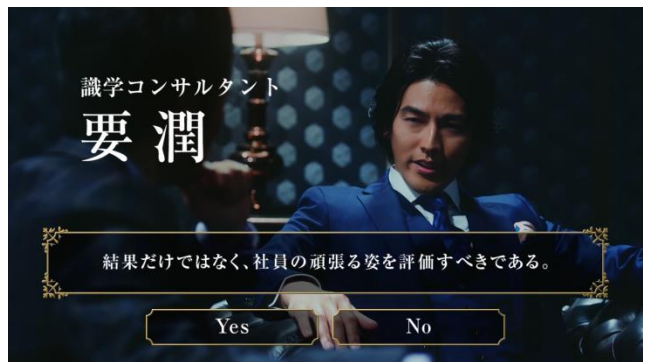 識学コンサルタント
要 潤
結果だけではなく、社員の頑張る姿を評価すべきである。
Yes
No